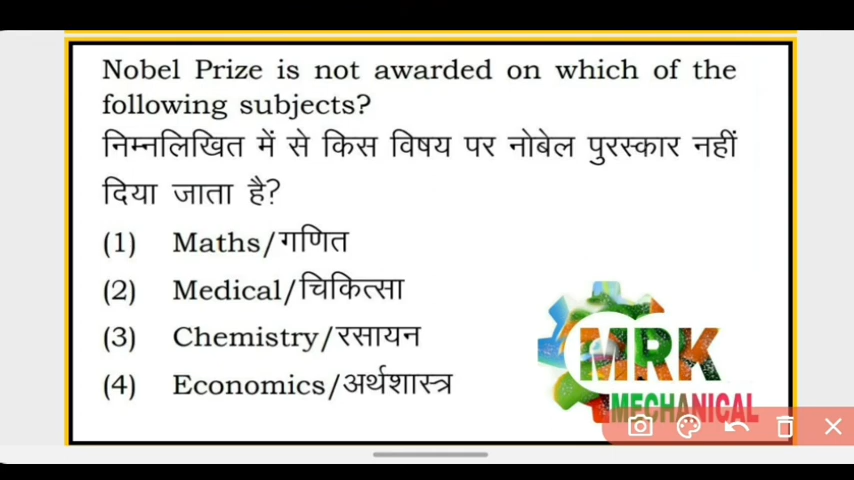 Nobel Prize is not awarded on which of the
following subjects?
निम्नलिखित में से किस विषय पर नोबेल पुरस्कार नहीं
दिया जाता है?
(1) Maths/गणित
(2) Medical/चिकित्सा
(3) Chemistry/रसायन
(4) Economics/अर्थशास्त्र
MRK
MECHANICAL